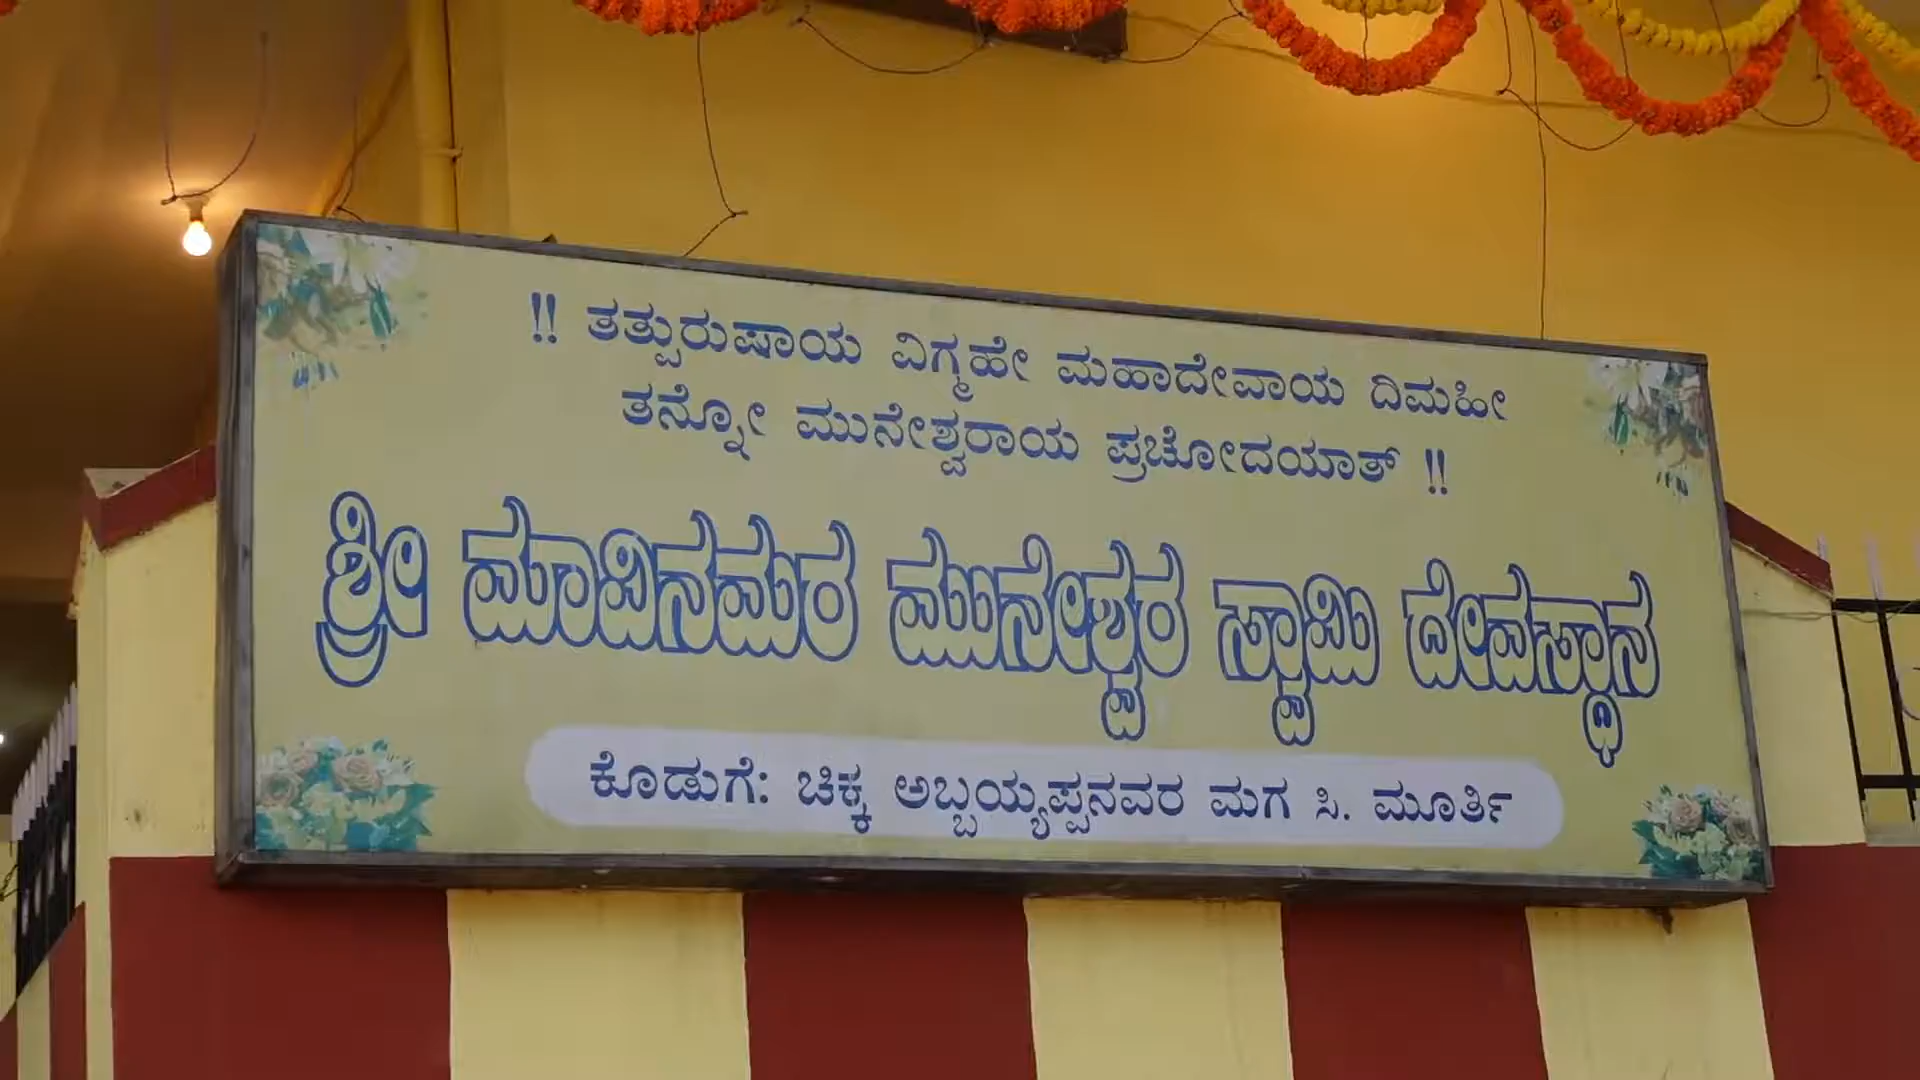 !! ತತ್ಪುರುಷಾಯ ವಿಗ್ಮಹೇ ಮಹಾದೇವಾಯ ದಿಮಹೀ
ತನ್ನೋ ಮುನೇಶ್ವರಾಯ ಪ್ರಚೋದಯಾತ್ !!
ಶ್ರೀ ಮಾವಿನಮರ ಮುನೇಶ್ವರ ಸ್ವಾಮಿ ದೇವಸ್ಥಾನ
ಕೊಡುಗೆ: ಚಿಕ್ಕ ಅಬ್ಬಯ್ಯಪ್ಪನವರ ಮಗ ಸಿ. ಮೂರ್ತಿ